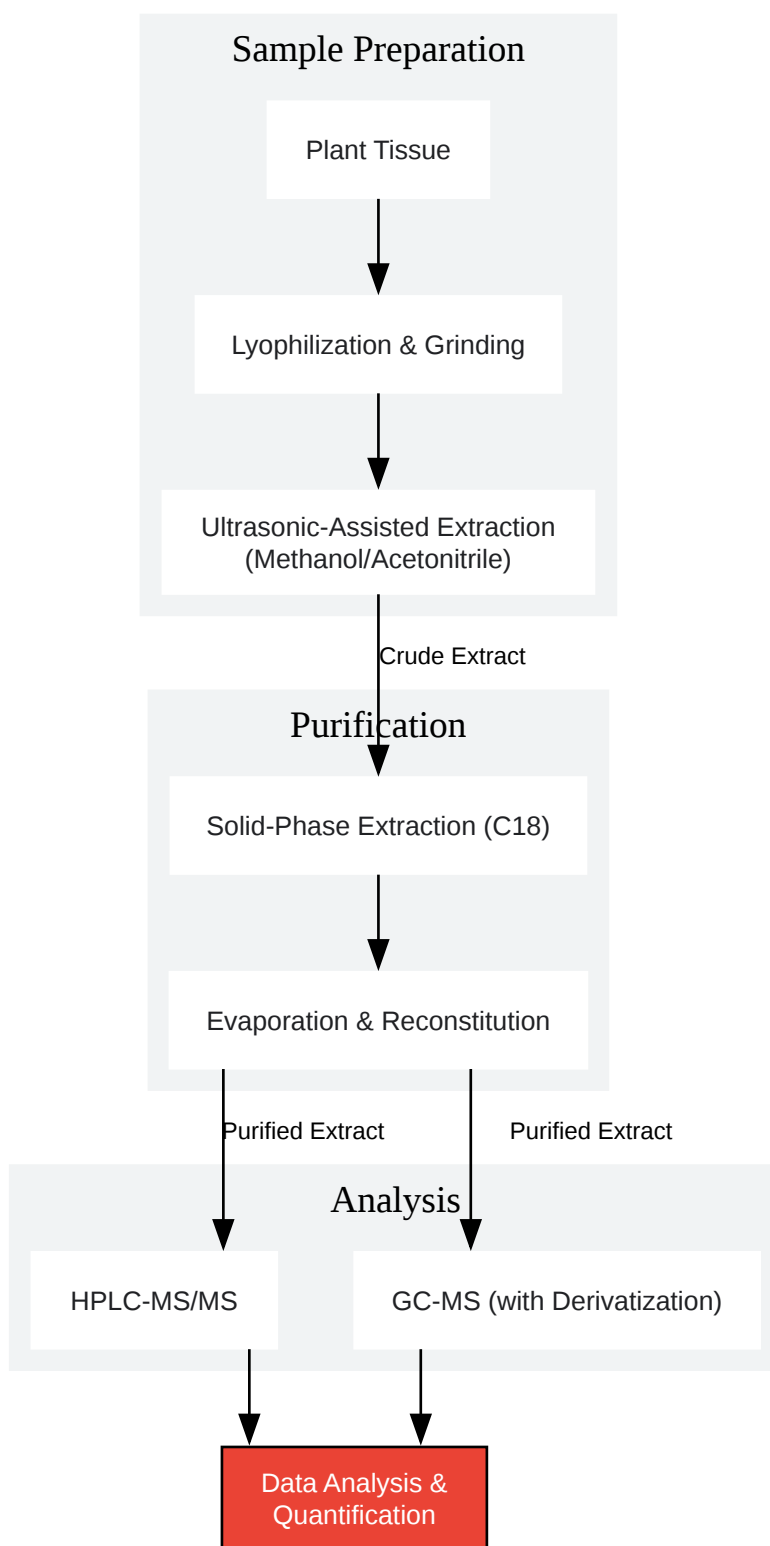 Sample Preparation
Plant Tissue
Lyophilization & Grinding
Ultrasonic-Assisted Extraction
(Methanol/Acetonitrile)
Crude Extract
Purification
Solid-Phase Extraction (C18)
Evaporation & Reconstitution
Purified Extract
Purified Extract
Analysis
HPLC-MS/MS
GC-MS (with Derivatization)
Data Analysis &
Quantification